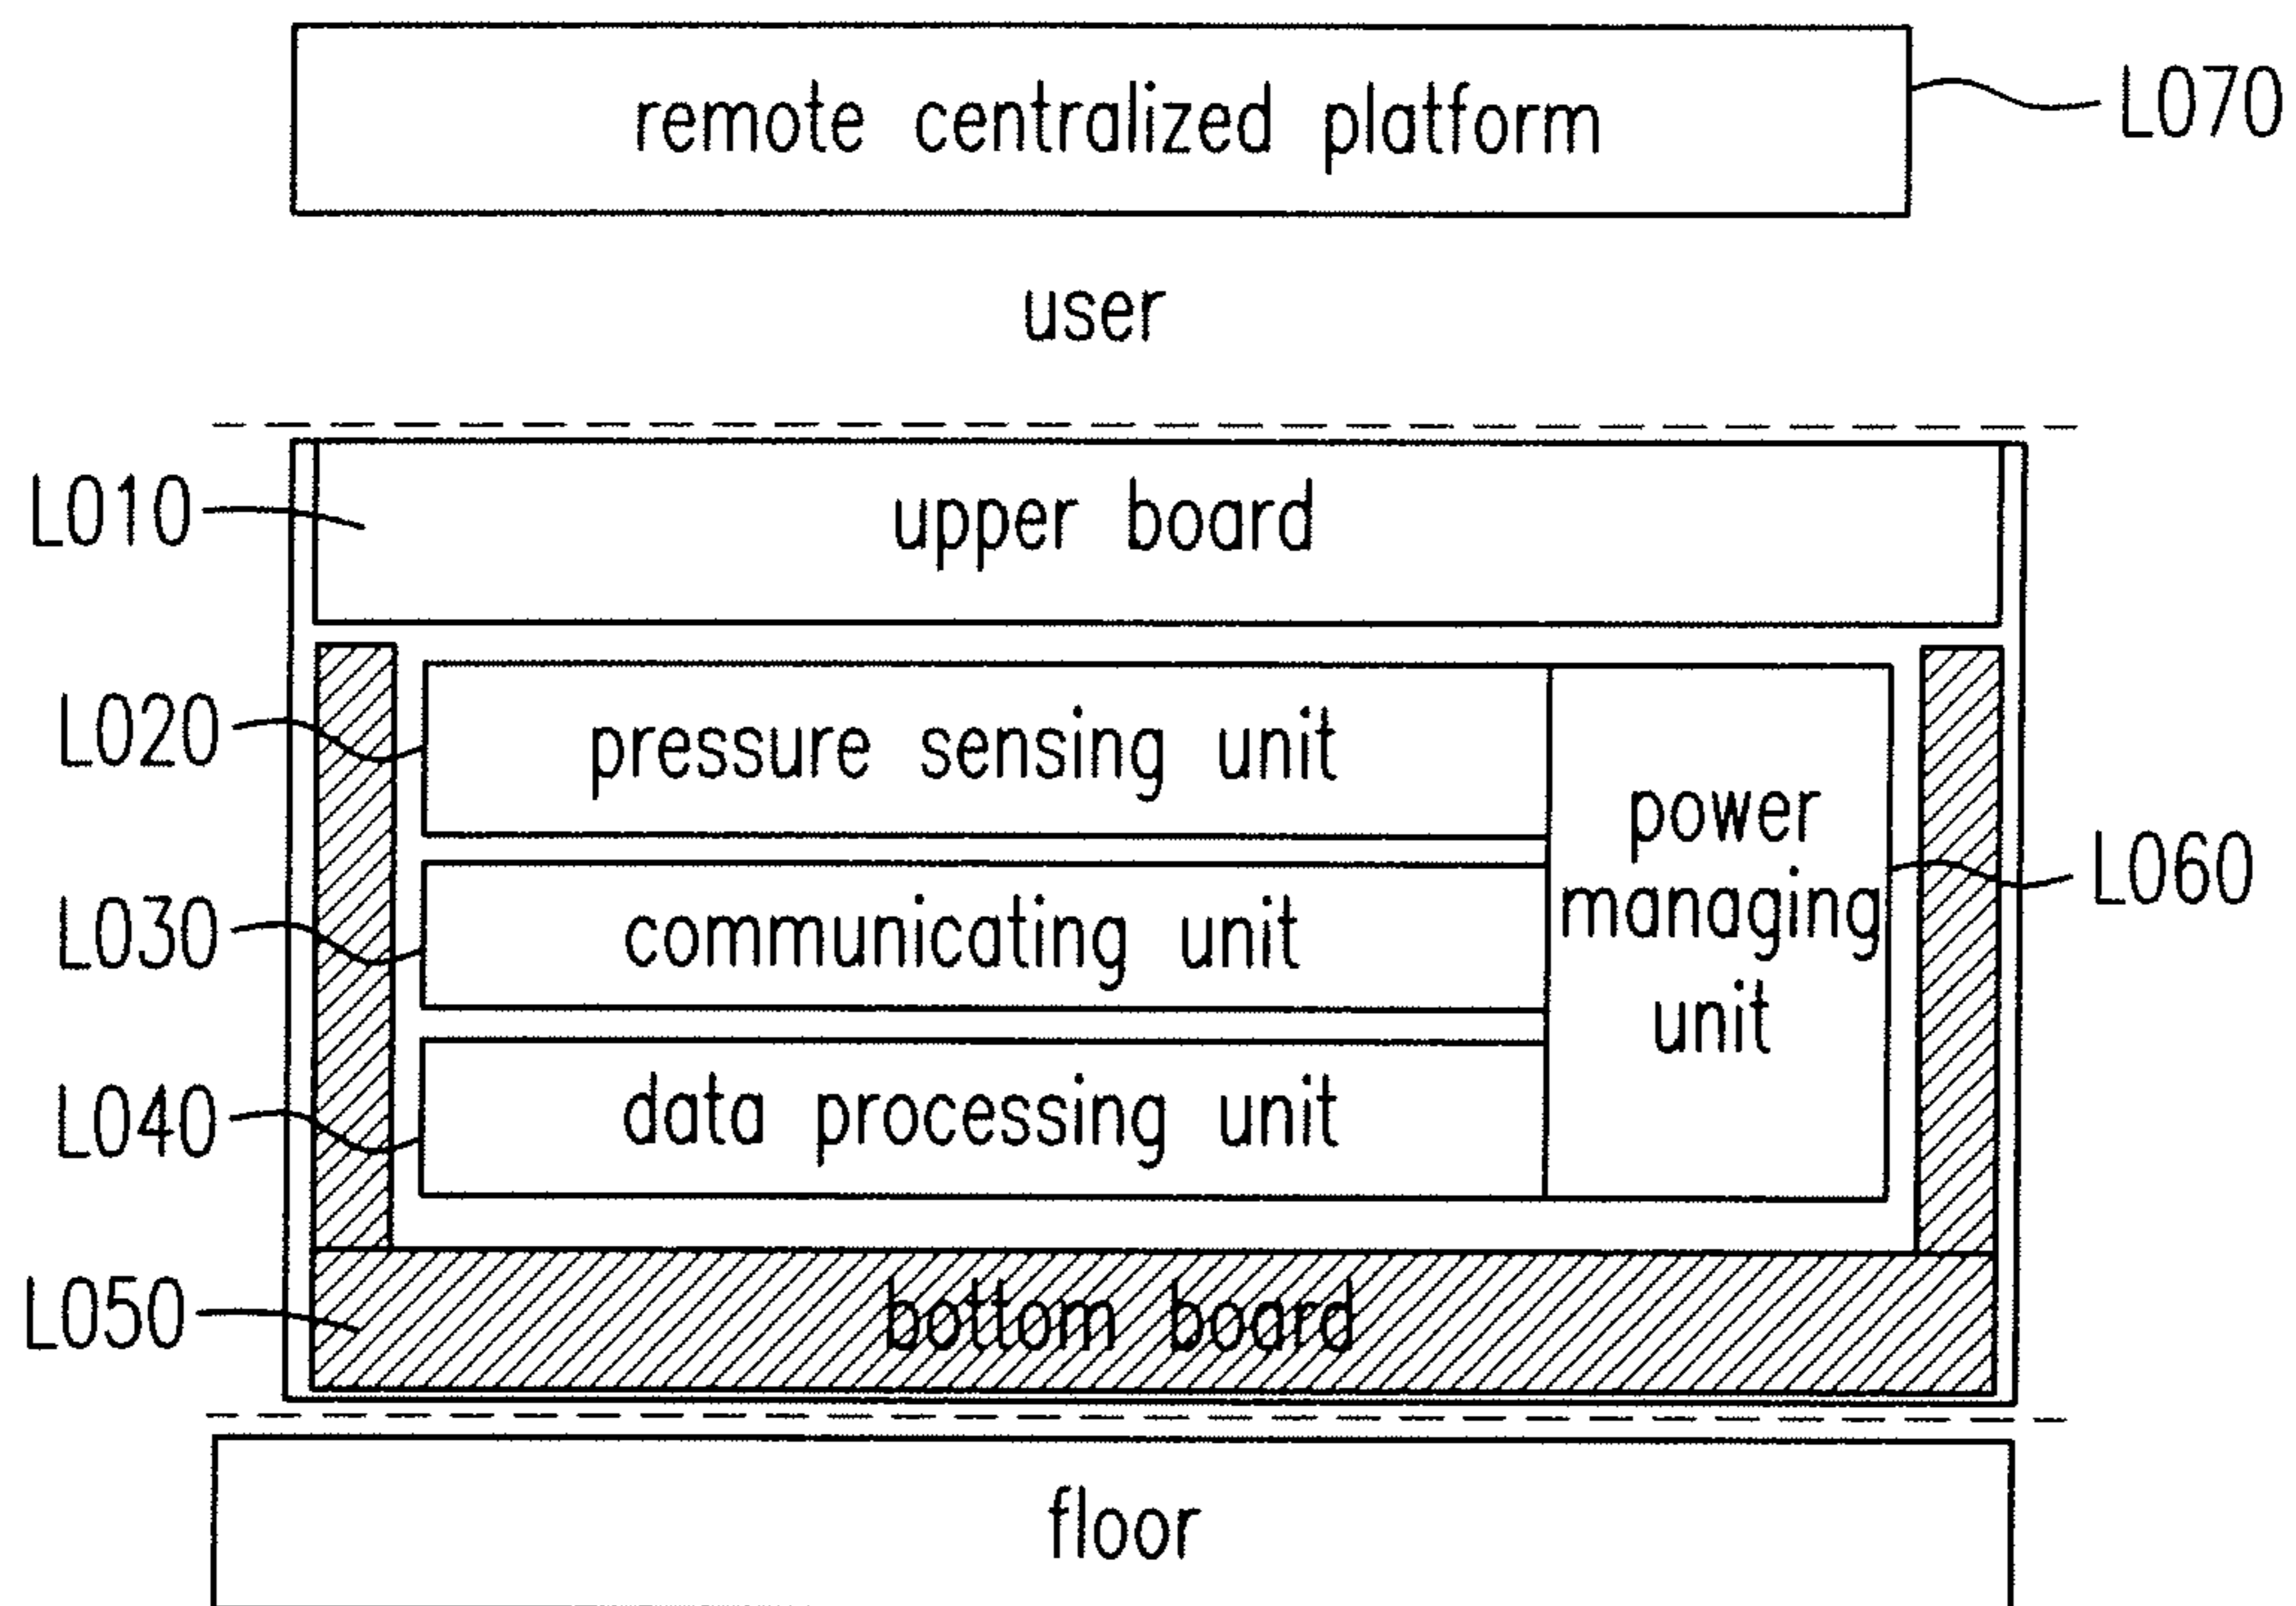 remote centralized platform
L070
user
L010
upper board
L020
pressure sensing unit
power
managing
unit
L060
L030
communicating unit
L040
data processing unit
L050
bottom board
floor